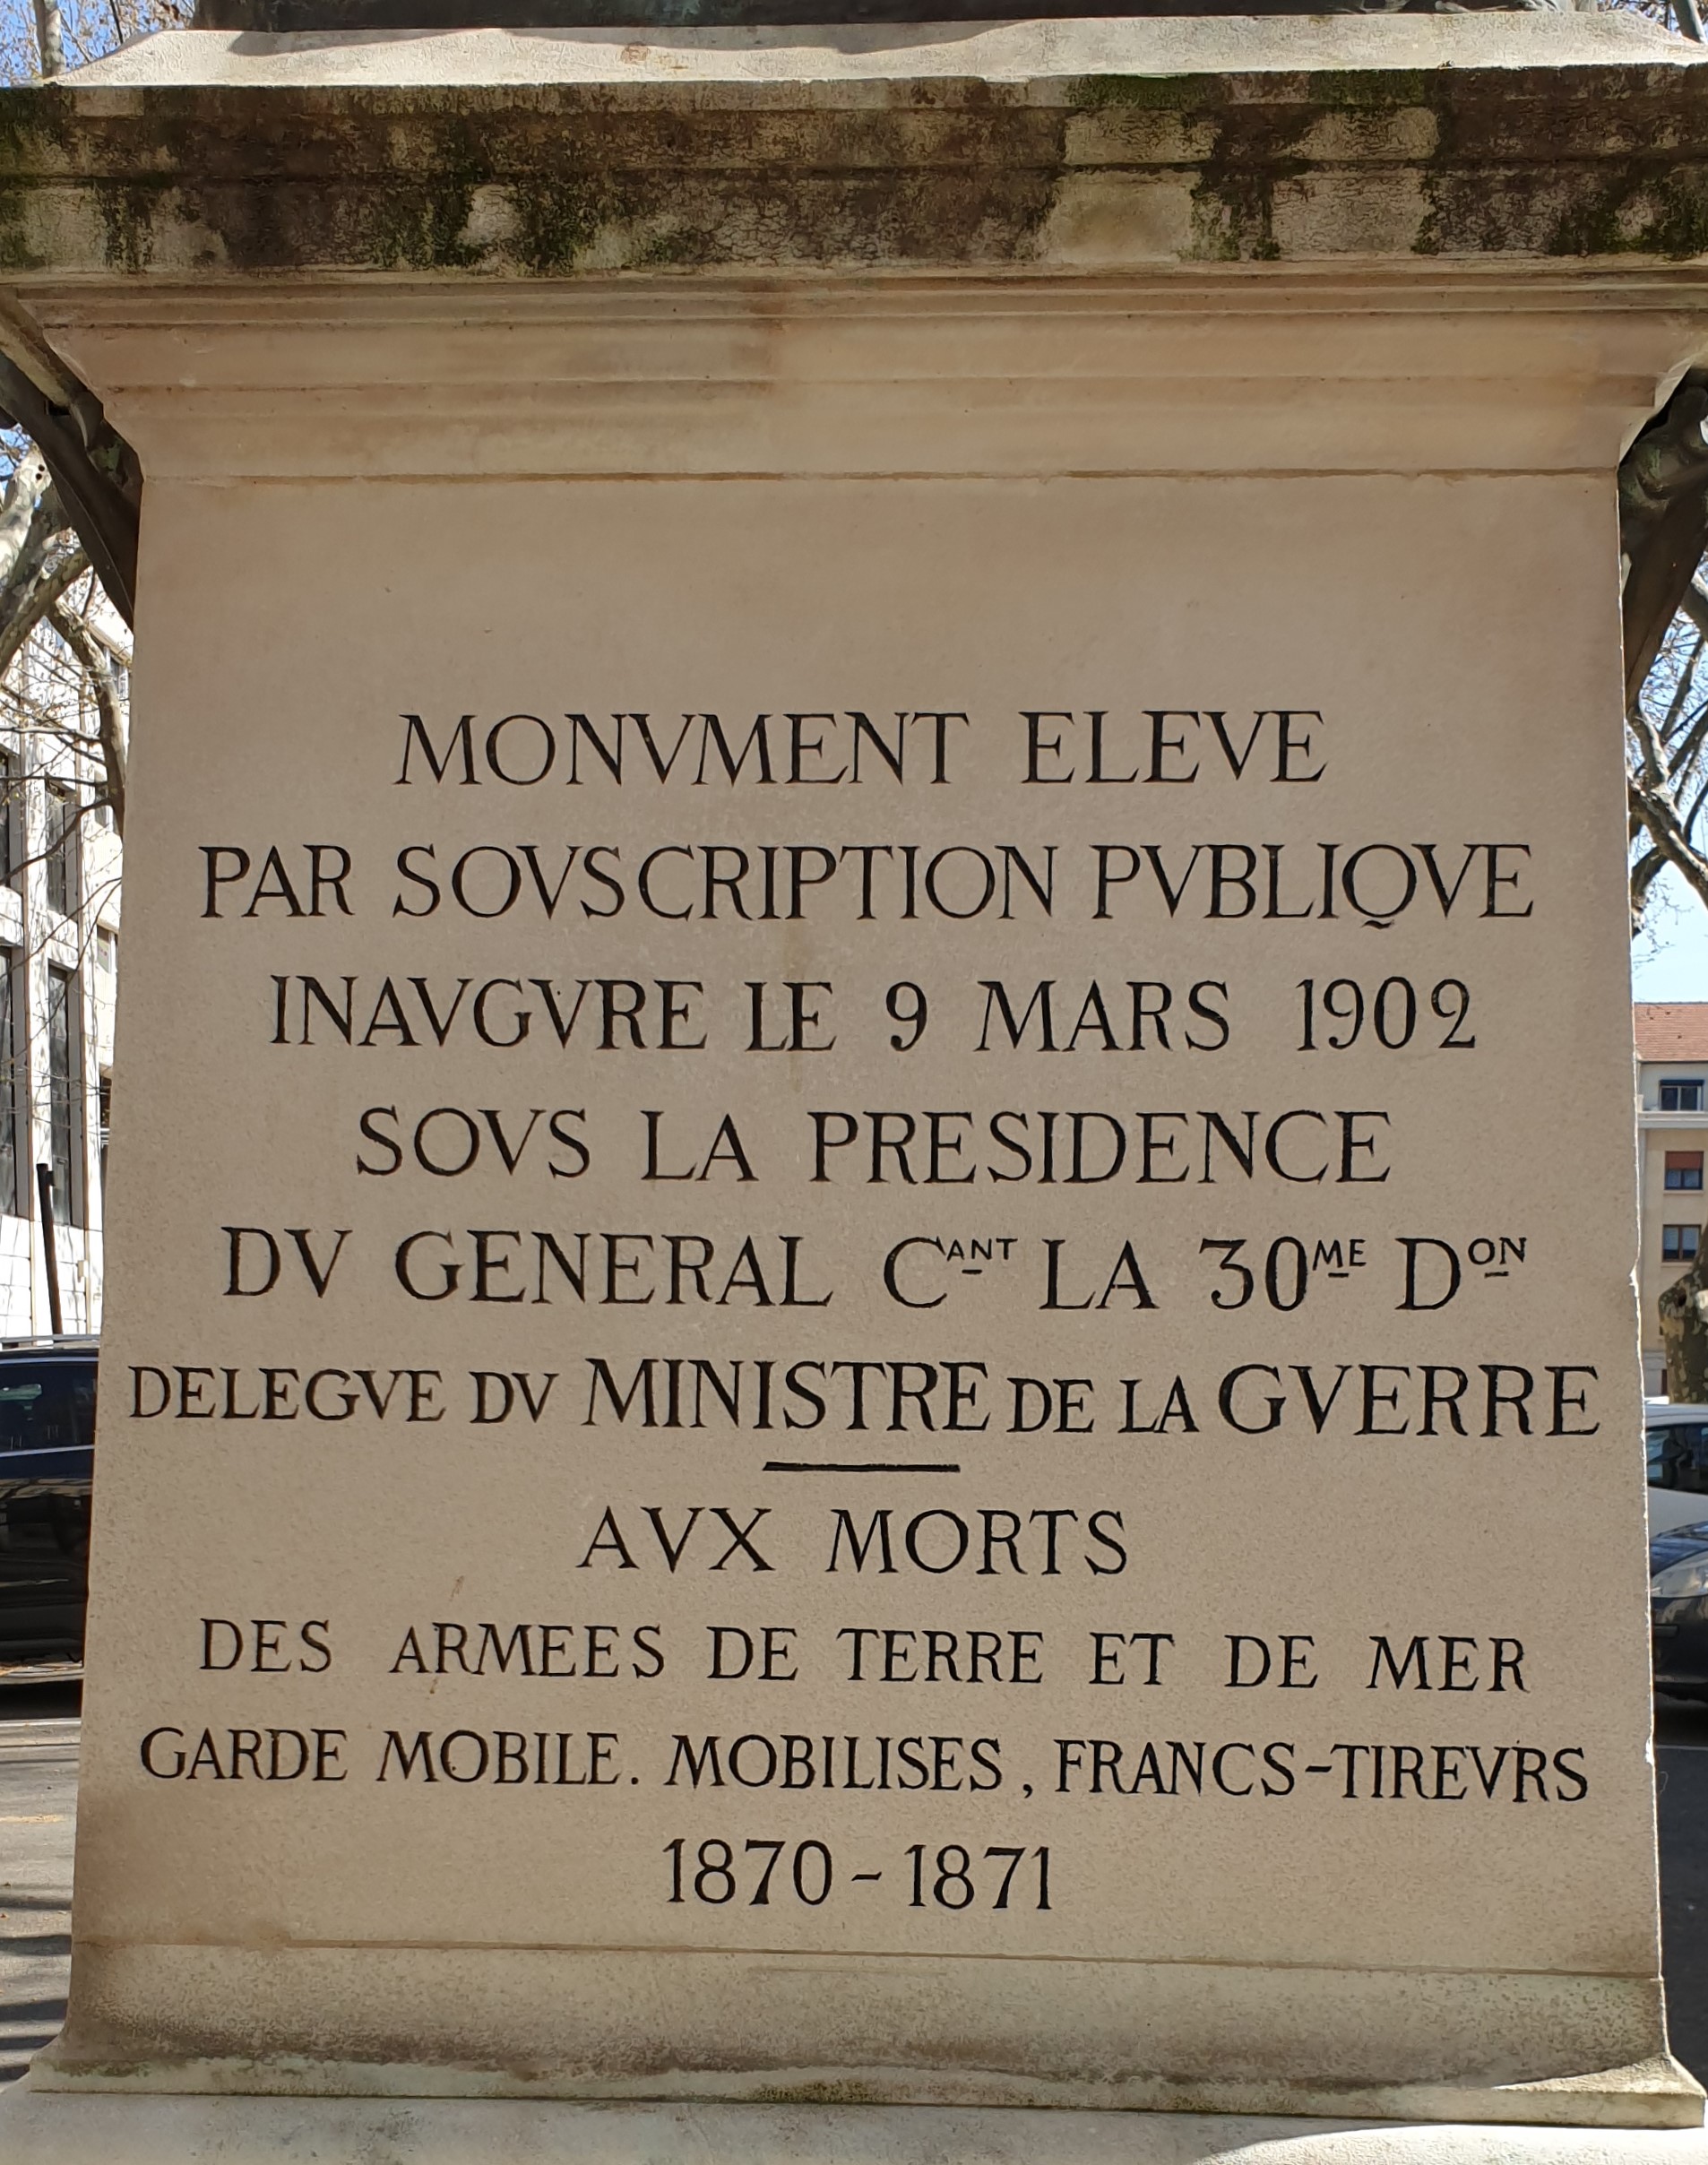 MONVMENT ELEVE
PAR SOVSCRIPTION PVBLIQVE
INAVGVRE LE 9 MARS 1902
SOVS LA PRESIDENCE
DV GENERAL CANT LA 30ME DON
DELEGVE DV MINISTRE DE LA GVERRE
AVX MORTS
DES ARMEES DE TERRE ET DE MER
GARDE MOBILE. MOBILISES, FRANCS-TIREVRS
1870-1871